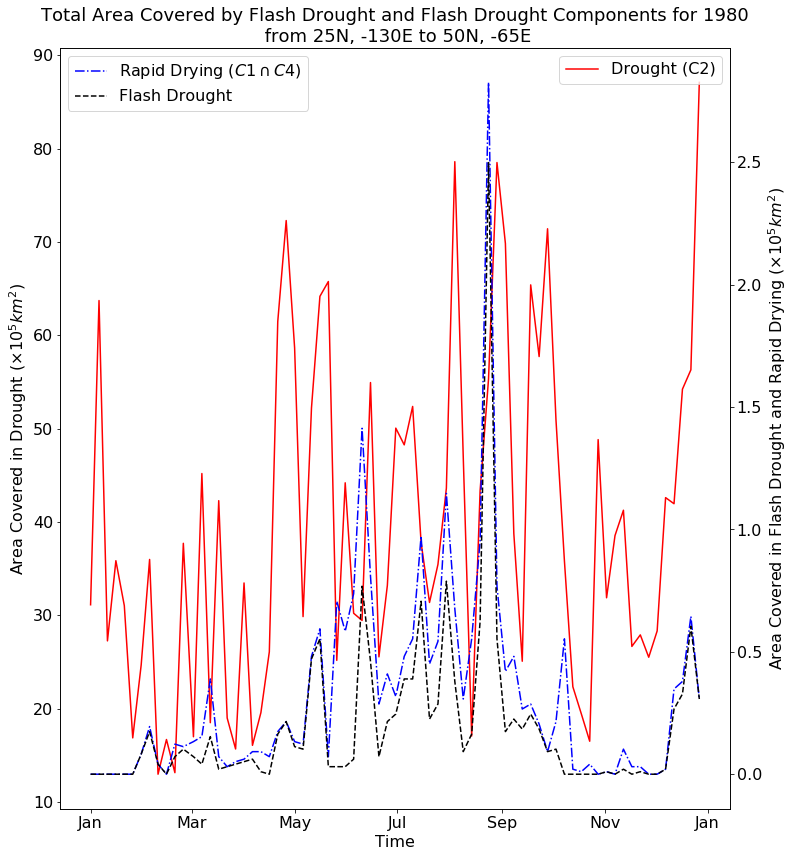 Total Area Covered by Flash Drought and Flash Drought Components for 1980
from 25N, -130E to 50N, -65E
Rapid Drying (C1 ∩ C4)
Flash Drought
Drought (C2)
Area Covered in Drought (×10⁵km²)
90
80
70
60
50
40
30
20
10
2.5
2.0
1.5
1.0
0.5
0.0
Area Covered in Flash Drought and Rapid Drying (×10⁵km²)
Jan Mar May Jul Sep Nov Jan
Time